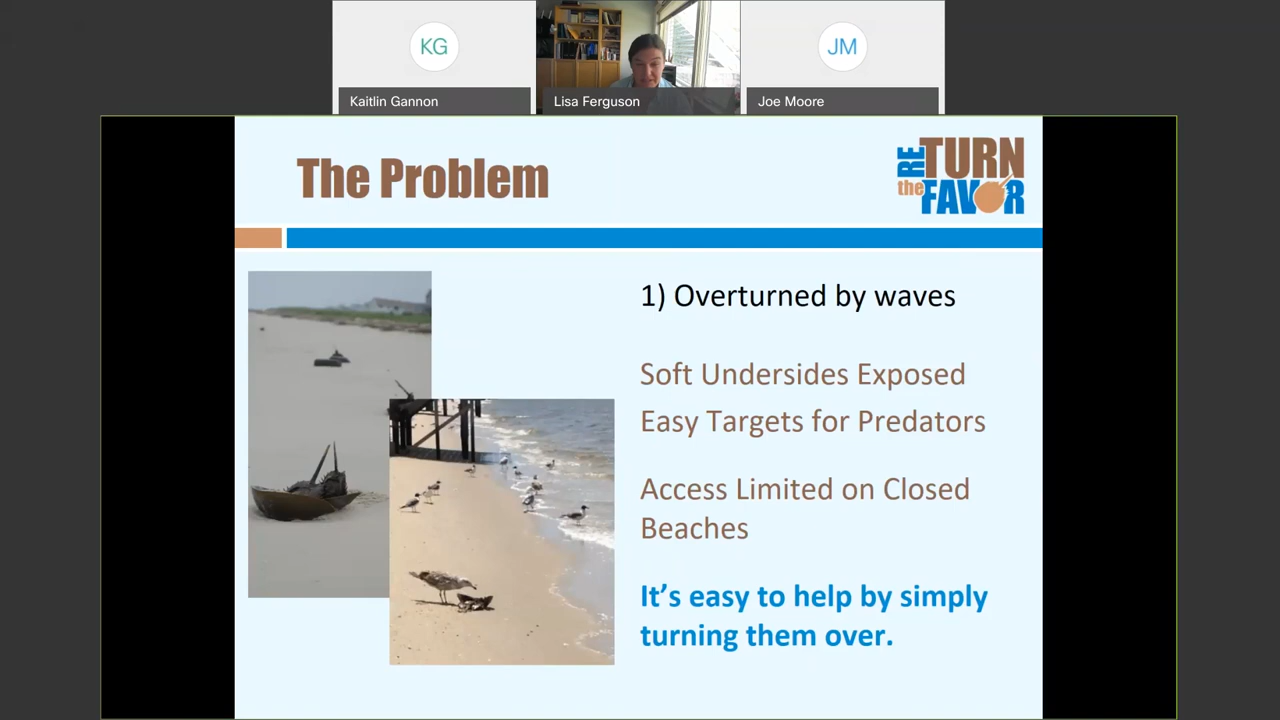 KG
JM
Kaitlin Gannon
Lisa Ferguson
Joe Moore
The Problem
RE TURN
the FAVOR
1) Overturned by waves
Soft Undersides Exposed
Easy Targets for Predators
Access Limited on Closed
Beaches
It's easy to help by simply
turning them over.